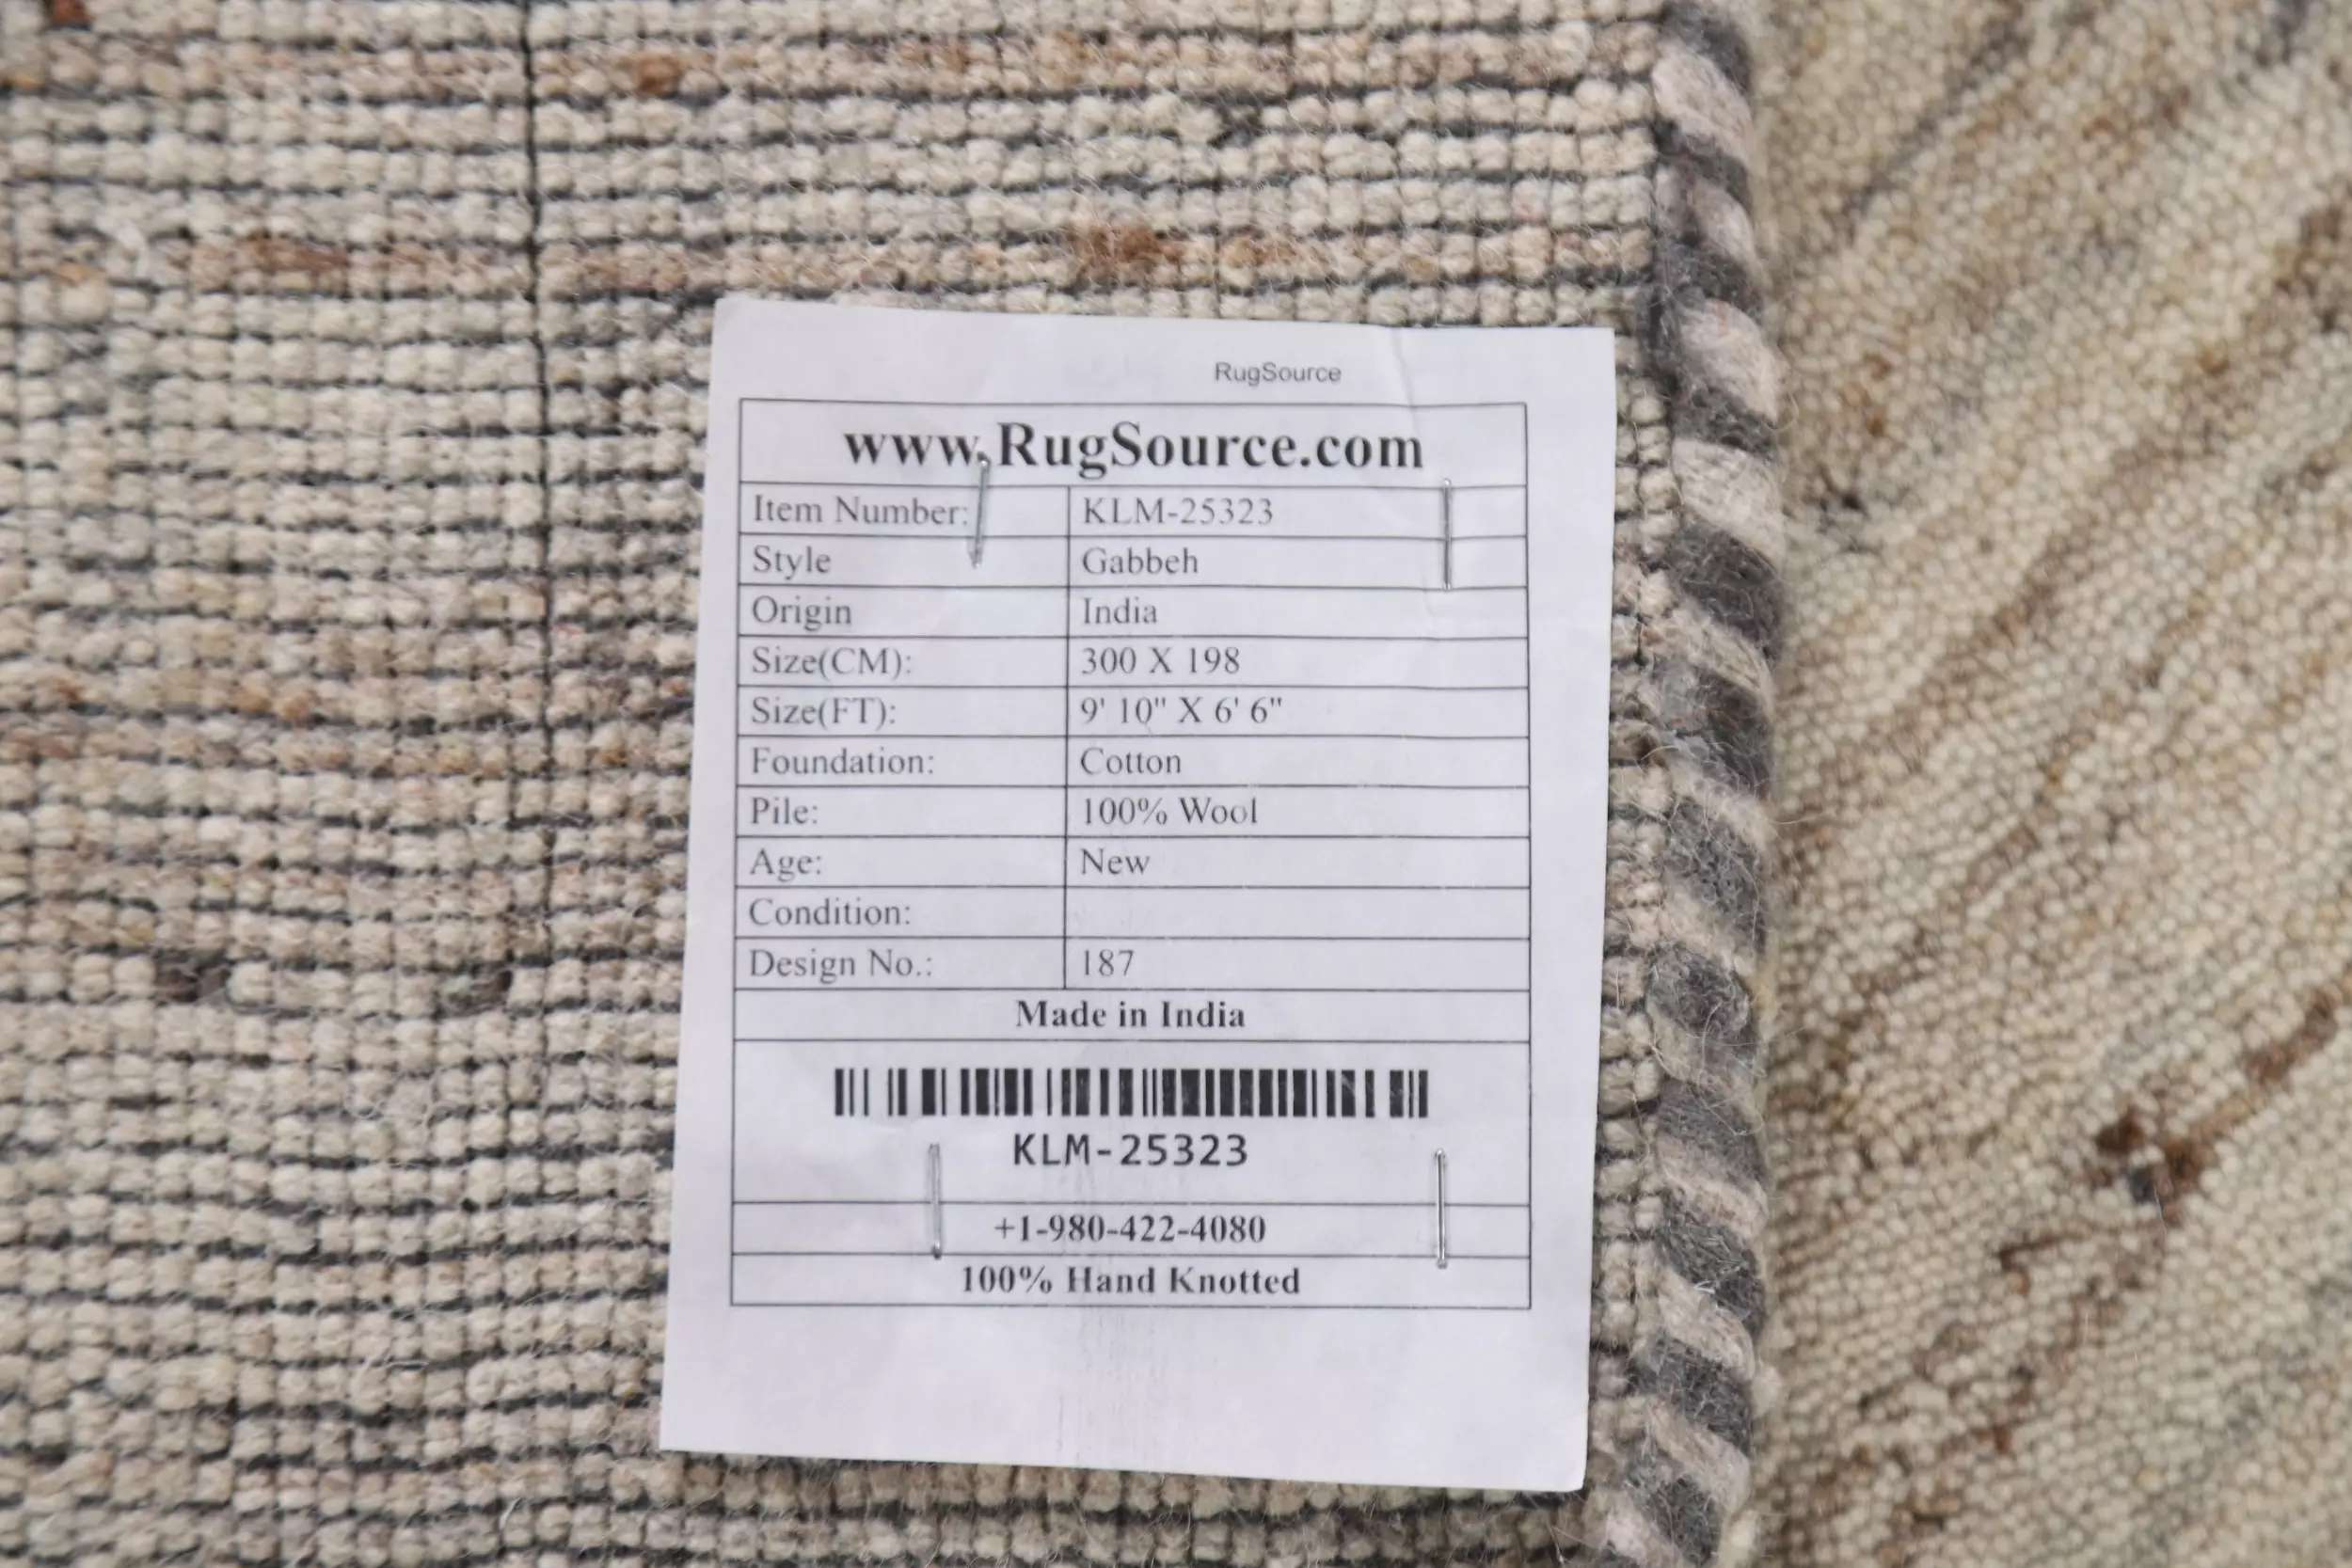 RugSource
www.RugSource.com
Item Number: KLM-25323
Style Gabbeh
Origin India
Size(CM): 300 X 198
Size(FT): 9' 10" X 6' 6"
Foundation: Cotton
Pile: 100% Wool
Age: New
Condition:
Design No.: 187
Made in India
KLM-25323
+1-980-422-4080
100% Hand Knotted